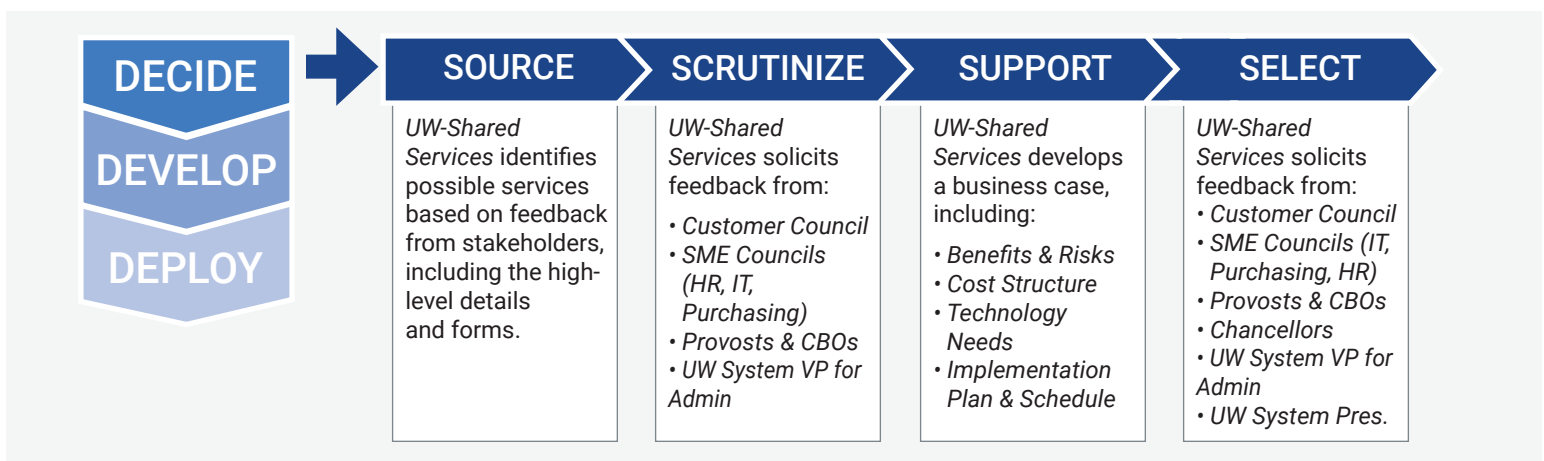 DECIDE
DEVELOP
DEPLOY
SOURCE
UW-Shared
Services identifies
possible services
based on feedback
from stakeholders,
including the high-
level details
and forms.
SCRUTINIZE
UW-Shared
Services solicits
feedback from:
• Customer Council
• SME Councils
(HR, IT,
Purchasing)
• Provosts & CBOs
• UW System VP for
Admin
SUPPORT
UW-Shared
Services develops
a business case,
including:
• Benefits & Risks
• Cost Structure
• Technology
Needs
• Implementation
Plan & Schedule
SELECT
UW-Shared
Services solicits
feedback from:
• Customer Council
• SME Councils (IT,
Purchasing, HR)
• Provosts & CBOs
• Chancellors
• UW System VP for
Admin
• UW System Pres.